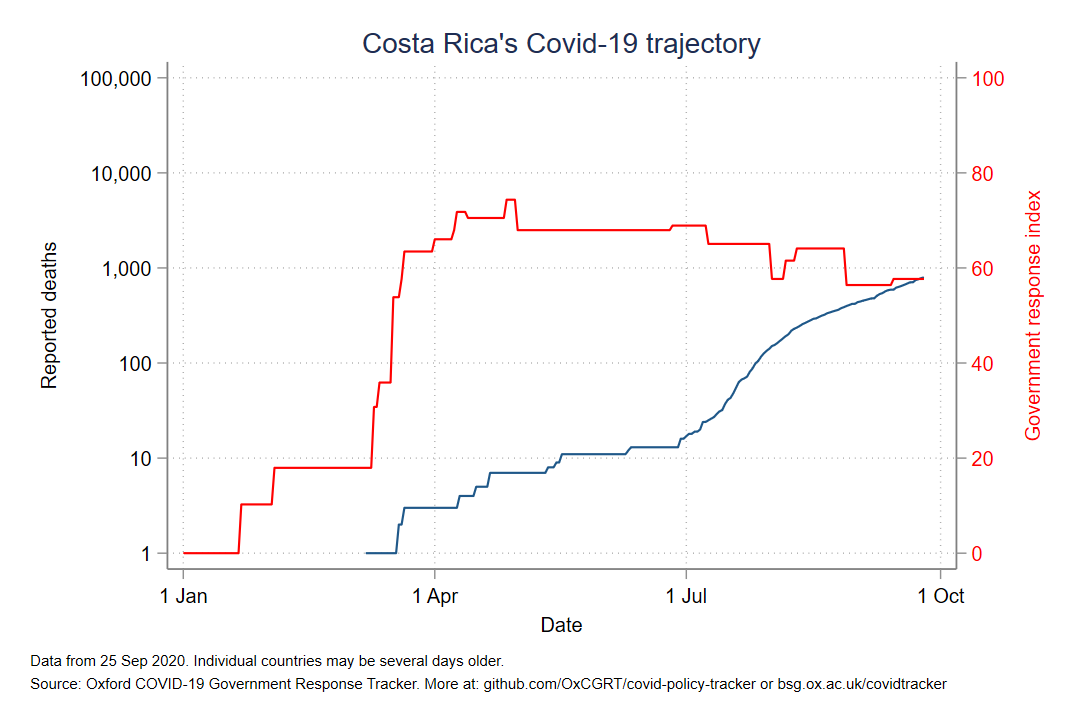 Costa Rica's Covid-19 trajectory
100,000
10,000
1,000
100
10
1
Reported deaths
100
80
60
40
20
0
Government response index
1 Jan
1 Apr
1 Jul
1 Oct
Date
Data from 25 Sep 2020. Individual countries may be several days older.
Source: Oxford COVID-19 Government Response Tracker. More at: github.com/OxCGRT/covid-policy-tracker or bsg.ox.ac.uk/covidtracker